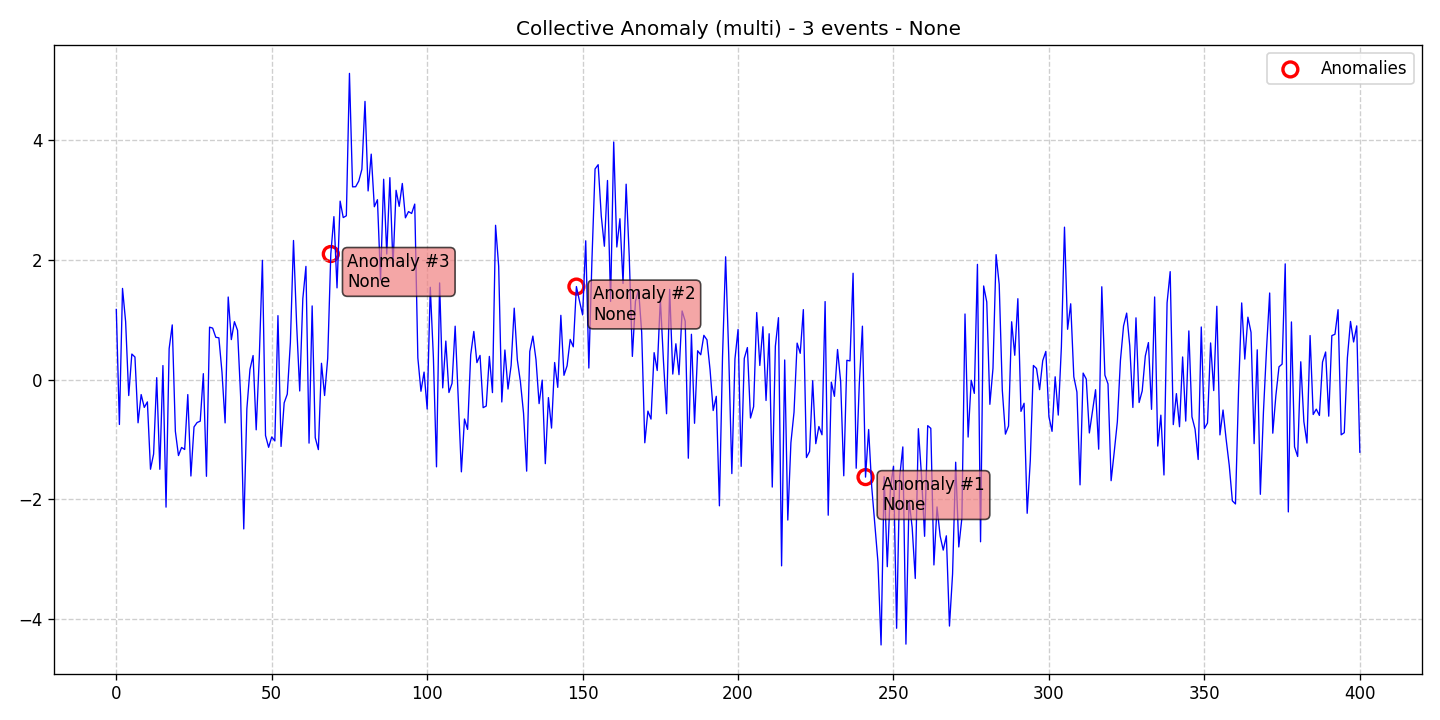 Collective Anomaly (multi) - 3 events - None
Anomalies
4
2
0
−2
−4
Anomaly #3
None
Anomaly #2
None
Anomaly #1
None
0
50
100
150
200
250
300
350
400